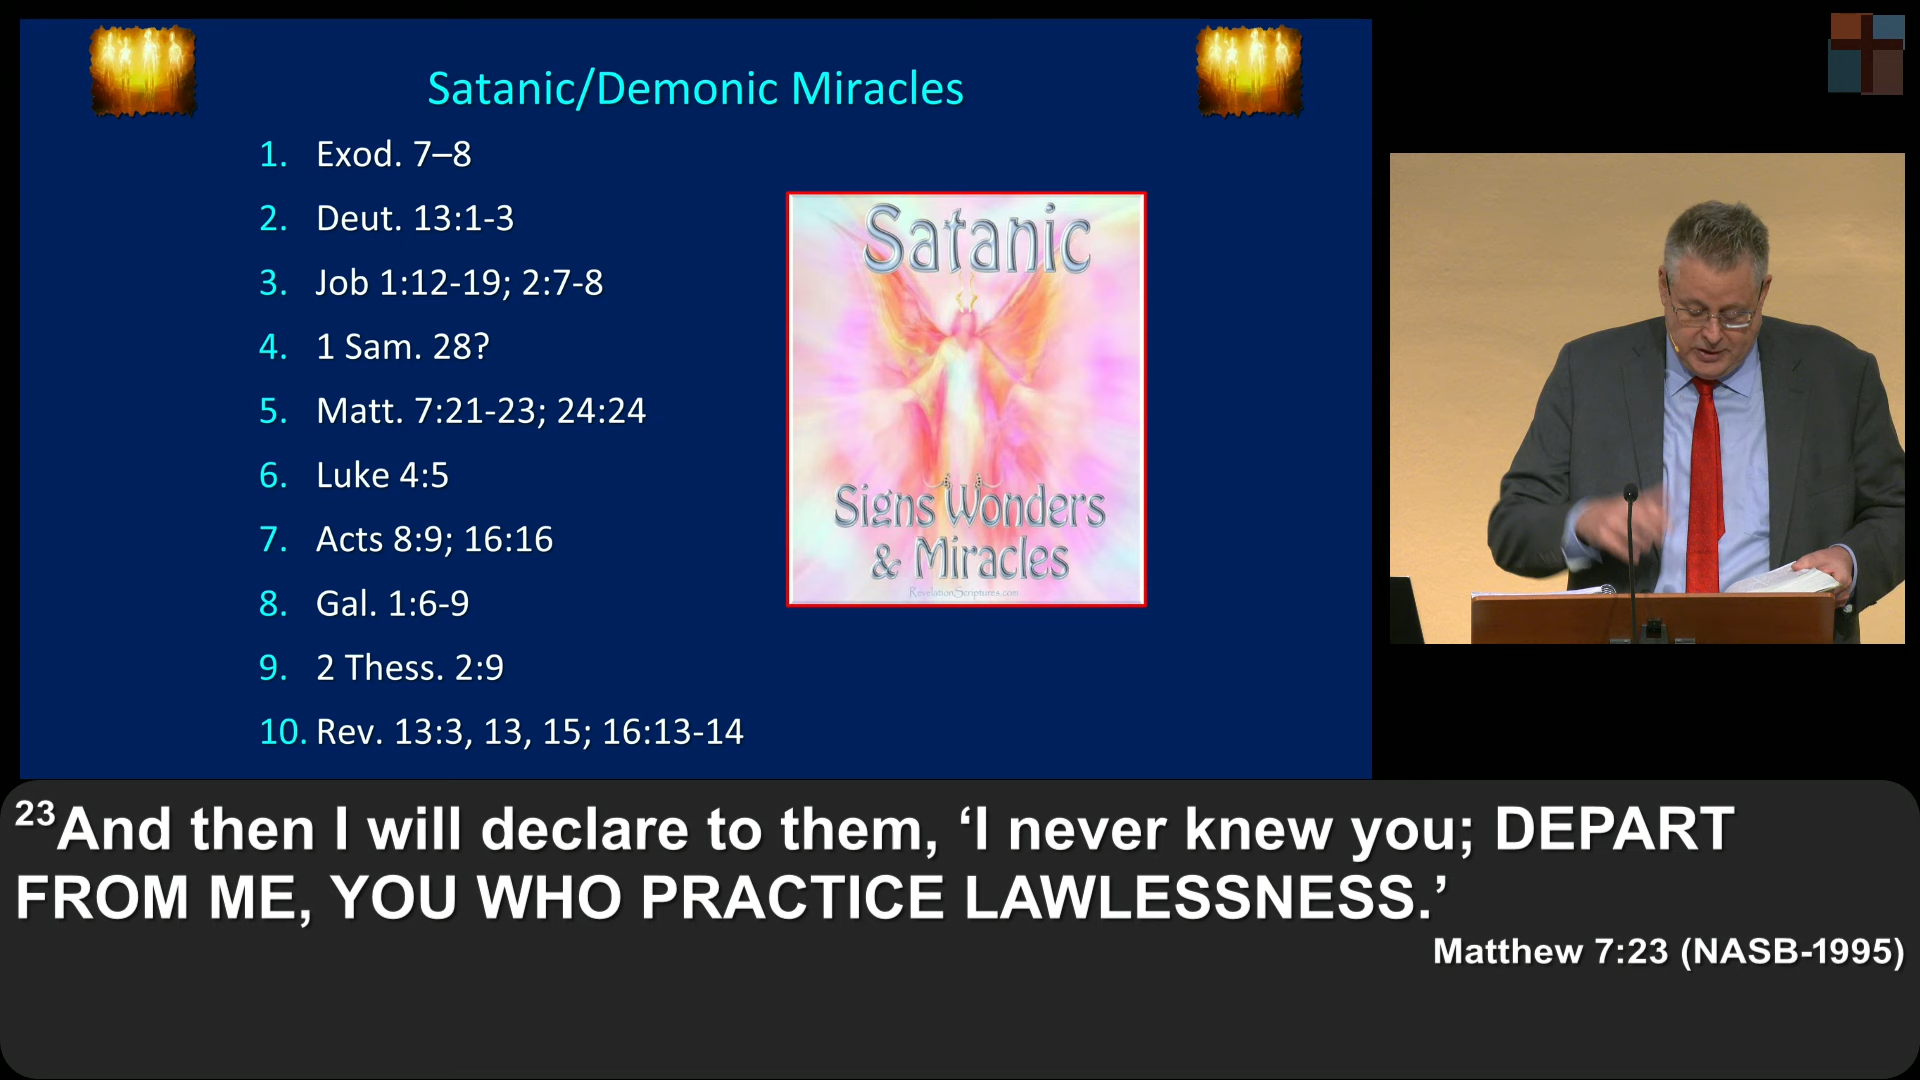 Satanic/Demonic Miracles
1. Exod. 7–8
2. Deut. 13:1-3
3. Job 1:12-19; 2:7-8
4. 1 Sam. 28?
5. Matt. 7:21-23; 24:24
6. Luke 4:5
7. Acts 8:9; 16:16
8. Gal. 1:6-9
9. 2 Thess. 2:9
10. Rev. 13:3, 13, 15; 16:13-14
Satanic
Signs Wonders
& Miracles
RevelationScriptures.com
23And then I will declare to them, ‘I never knew you; DEPART
FROM ME, YOU WHO PRACTICE LAWLESSNESS.’
Matthew 7:23 (NASB-1995)